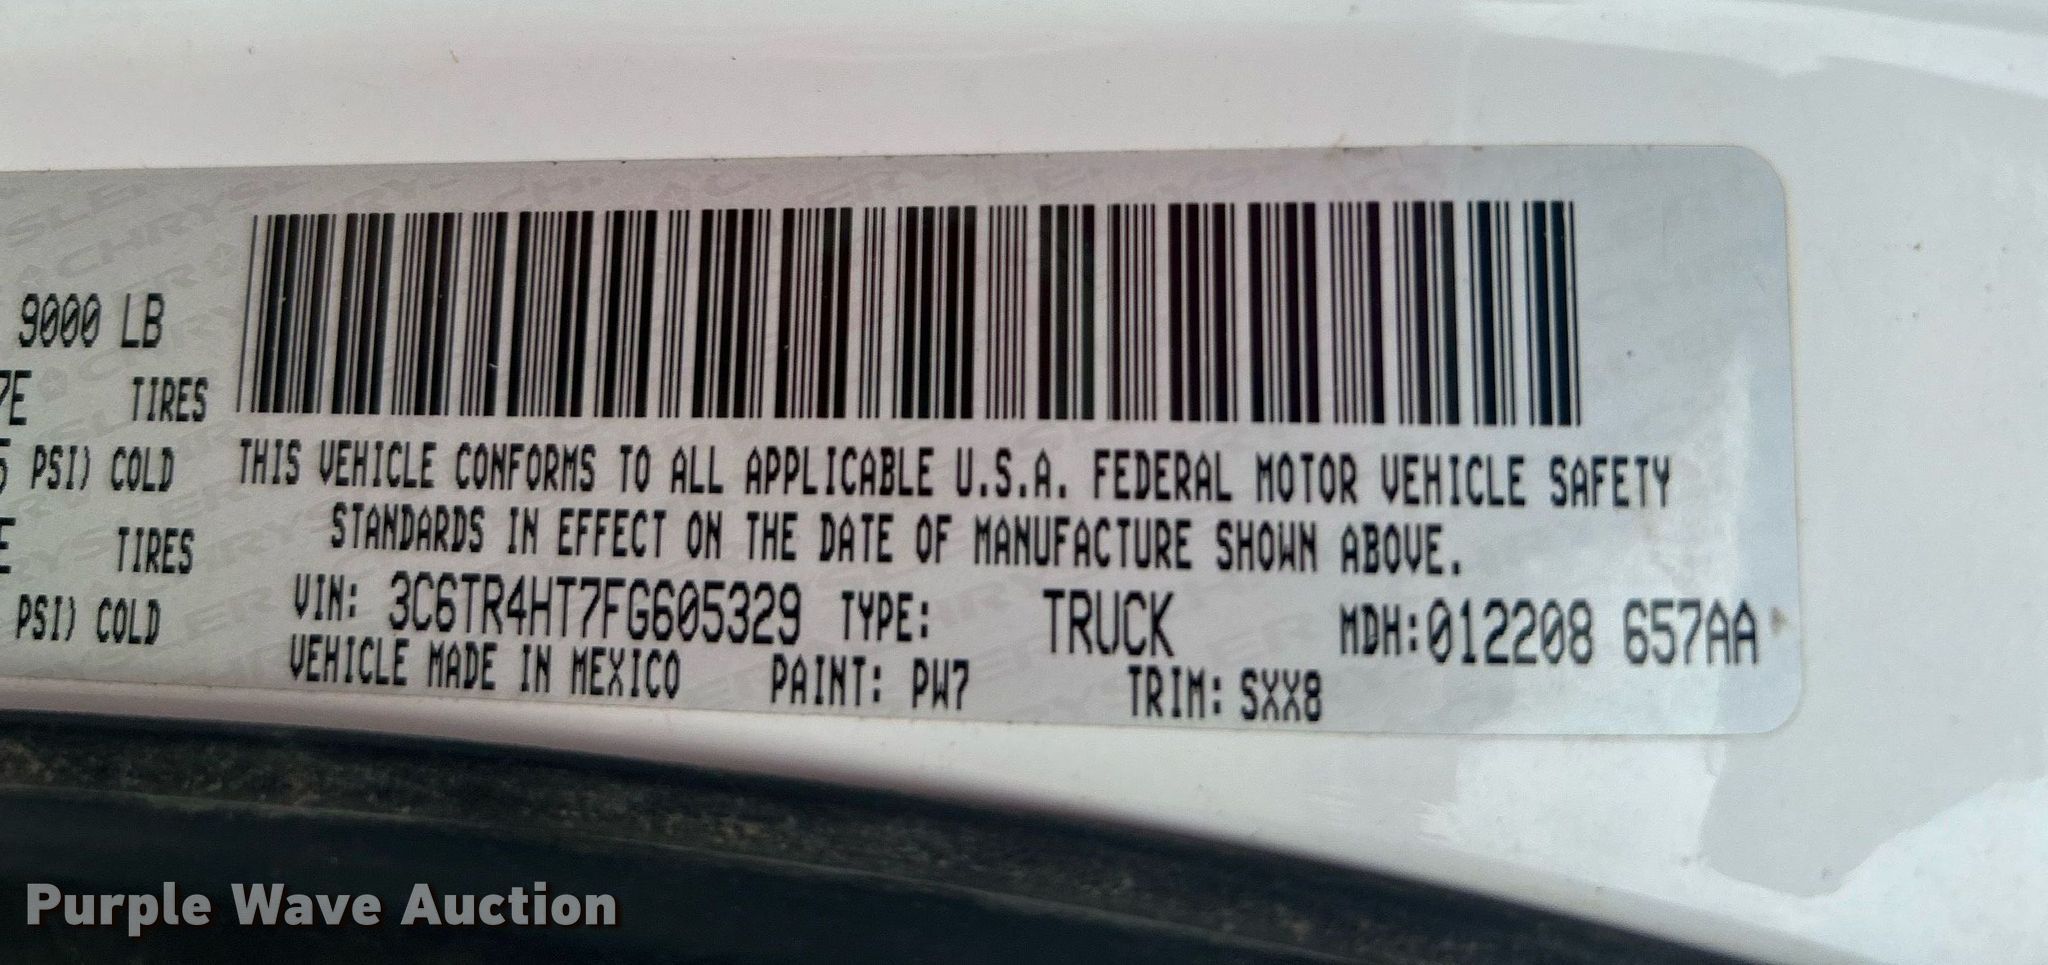 9000 LB
7E TIRES
5 PSI) COLD
E TIRES
PSI) COLD
THIS VEHICLE CONFORMS TO ALL APPLICABLE U.S.A. FEDERAL MOTOR VEHICLE SAFETY
STANDARDS IN EFFECT ON THE DATE OF MANUFACTURE SHOWN ABOVE.
VIN: 3C6TR4HT7FG605329 TYPE: TRUCK MDH:012208 657AA
VEHICLE MADE IN MEXICO PAINT: PW7 TRIM: SXX8
Purple Wave Auction